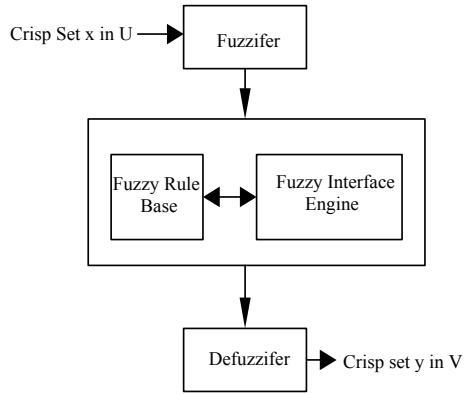 Crisp Set x in U
Fuzzifer
Fuzzy Rule
Base
Fuzzy Interface
Engine
Defuzzifer
Crisp set y in V